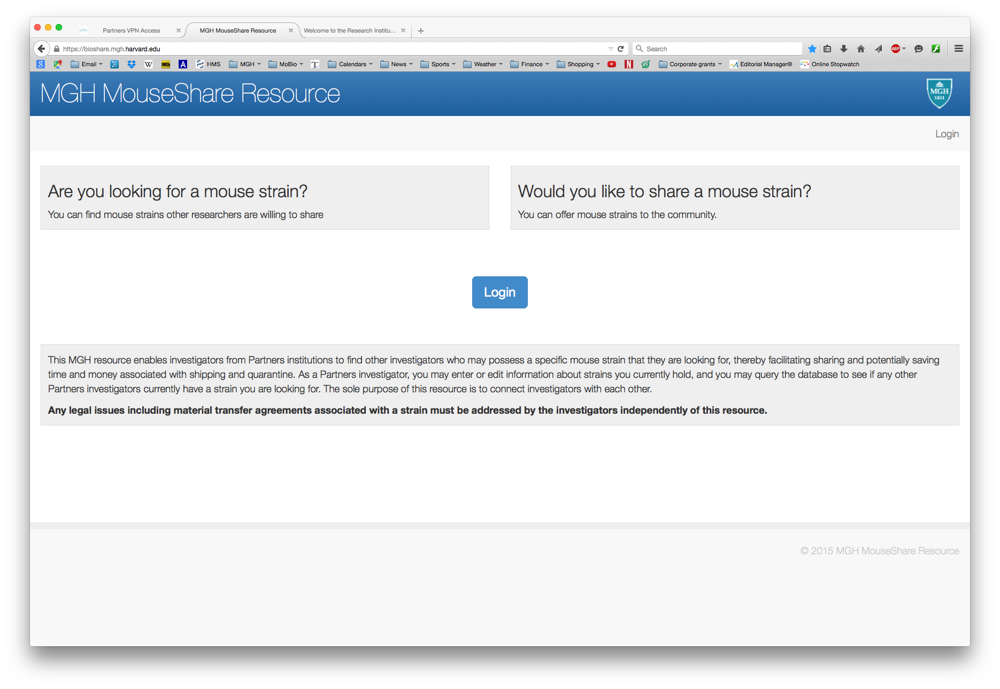 Partners VPN Access
MGH MouseShare Resource
Welcome to the Research Institu...
https://bioshare.mgh.harvard.edu
Search
ABP
8
Email
W
IMDb
A
HMS
MGH
MoBio
T
Calendars
News
Sports
Weather
Finance
Shopping
N
Corporate grants
Editorial Manager®
Online Stopwatch
MGH MouseShare Resource
MGH
1811
Login
Are you looking for a mouse strain?
You can find mouse strains other researchers are willing to share
Would you like to share a mouse strain?
You can offer mouse strains to the community.
Login
This MGH resource enables investigators from Partners institutions to find other investigators who may possess a specific mouse strain that they are looking for, thereby facilitating sharing and potentially saving
time and money associated with shipping and quarantine. As a Partners investigator, you may enter or edit information about strains you currently hold, and you may query the database to see if any other
Partners investigators currently have a strain you are looking for. The sole purpose of this resource is to connect investigators with each other.
Any legal issues including material transfer agreements associated with a strain must be addressed by the investigators independently of this resource.
© 2015 MGH MouseShare Resource